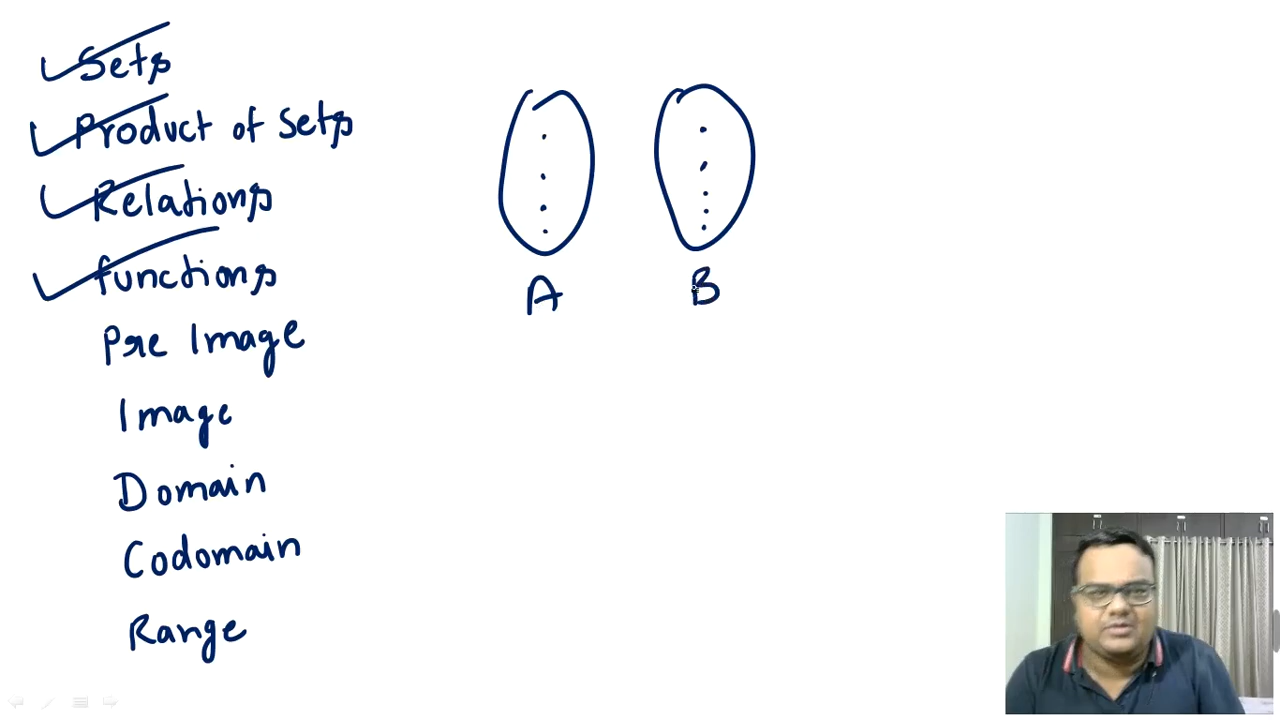 Sets
Product of Sets
Relations
functions
Pre Image
Image
Domain
Codomain
Range
A
B